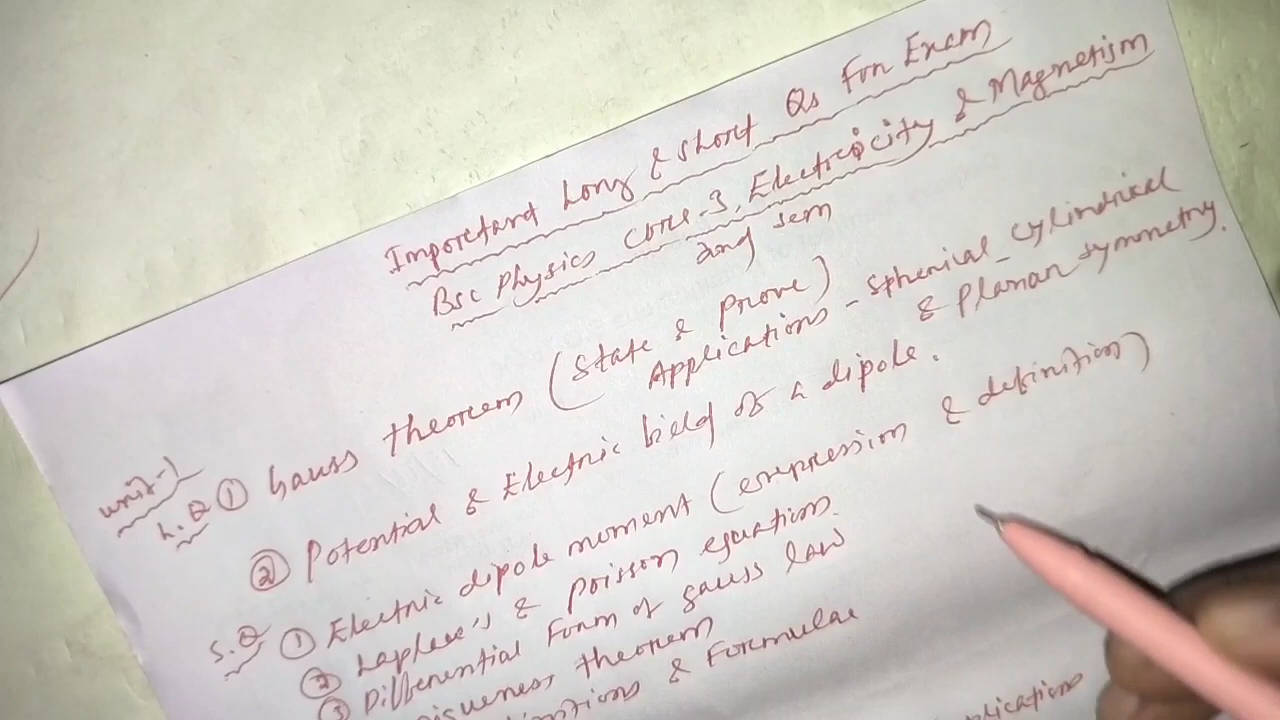 Important Long & Short Qs For Exam
Bsc Physics Core-3, Electricity & Magnetism
2nd sem
unit-1
L.Q ① Gauss theorem (State & Prove)
Applications - Spherical, Cylindrical
& Planar symmetry.
② Potential & Electric field of a dipole.
S.Q ① Electric dipole moment (expression & definition)
② Laplace's & Poisson equation.
③ Differential Form of gauss law
theorem
& Formulae